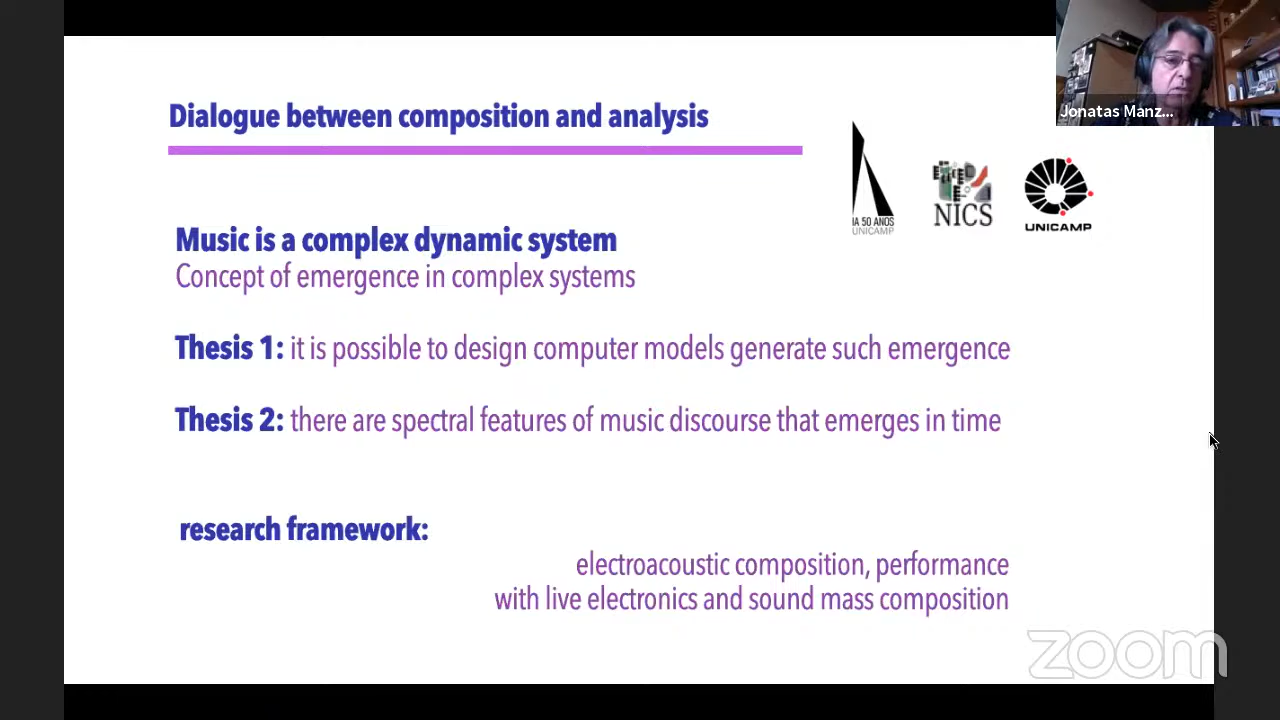 Dialogue between composition and analysis
Jonatas Manz...
IA 50 ANOS
UNICAMP
NICS
UNICAMP
Music is a complex dynamic system
Concept of emergence in complex systems
Thesis 1: it is possible to design computer models generate such emergence
Thesis 2: there are spectral features of music discourse that emerges in time
research framework:
electroacoustic composition, performance
with live electronics and sound mass composition
zoom